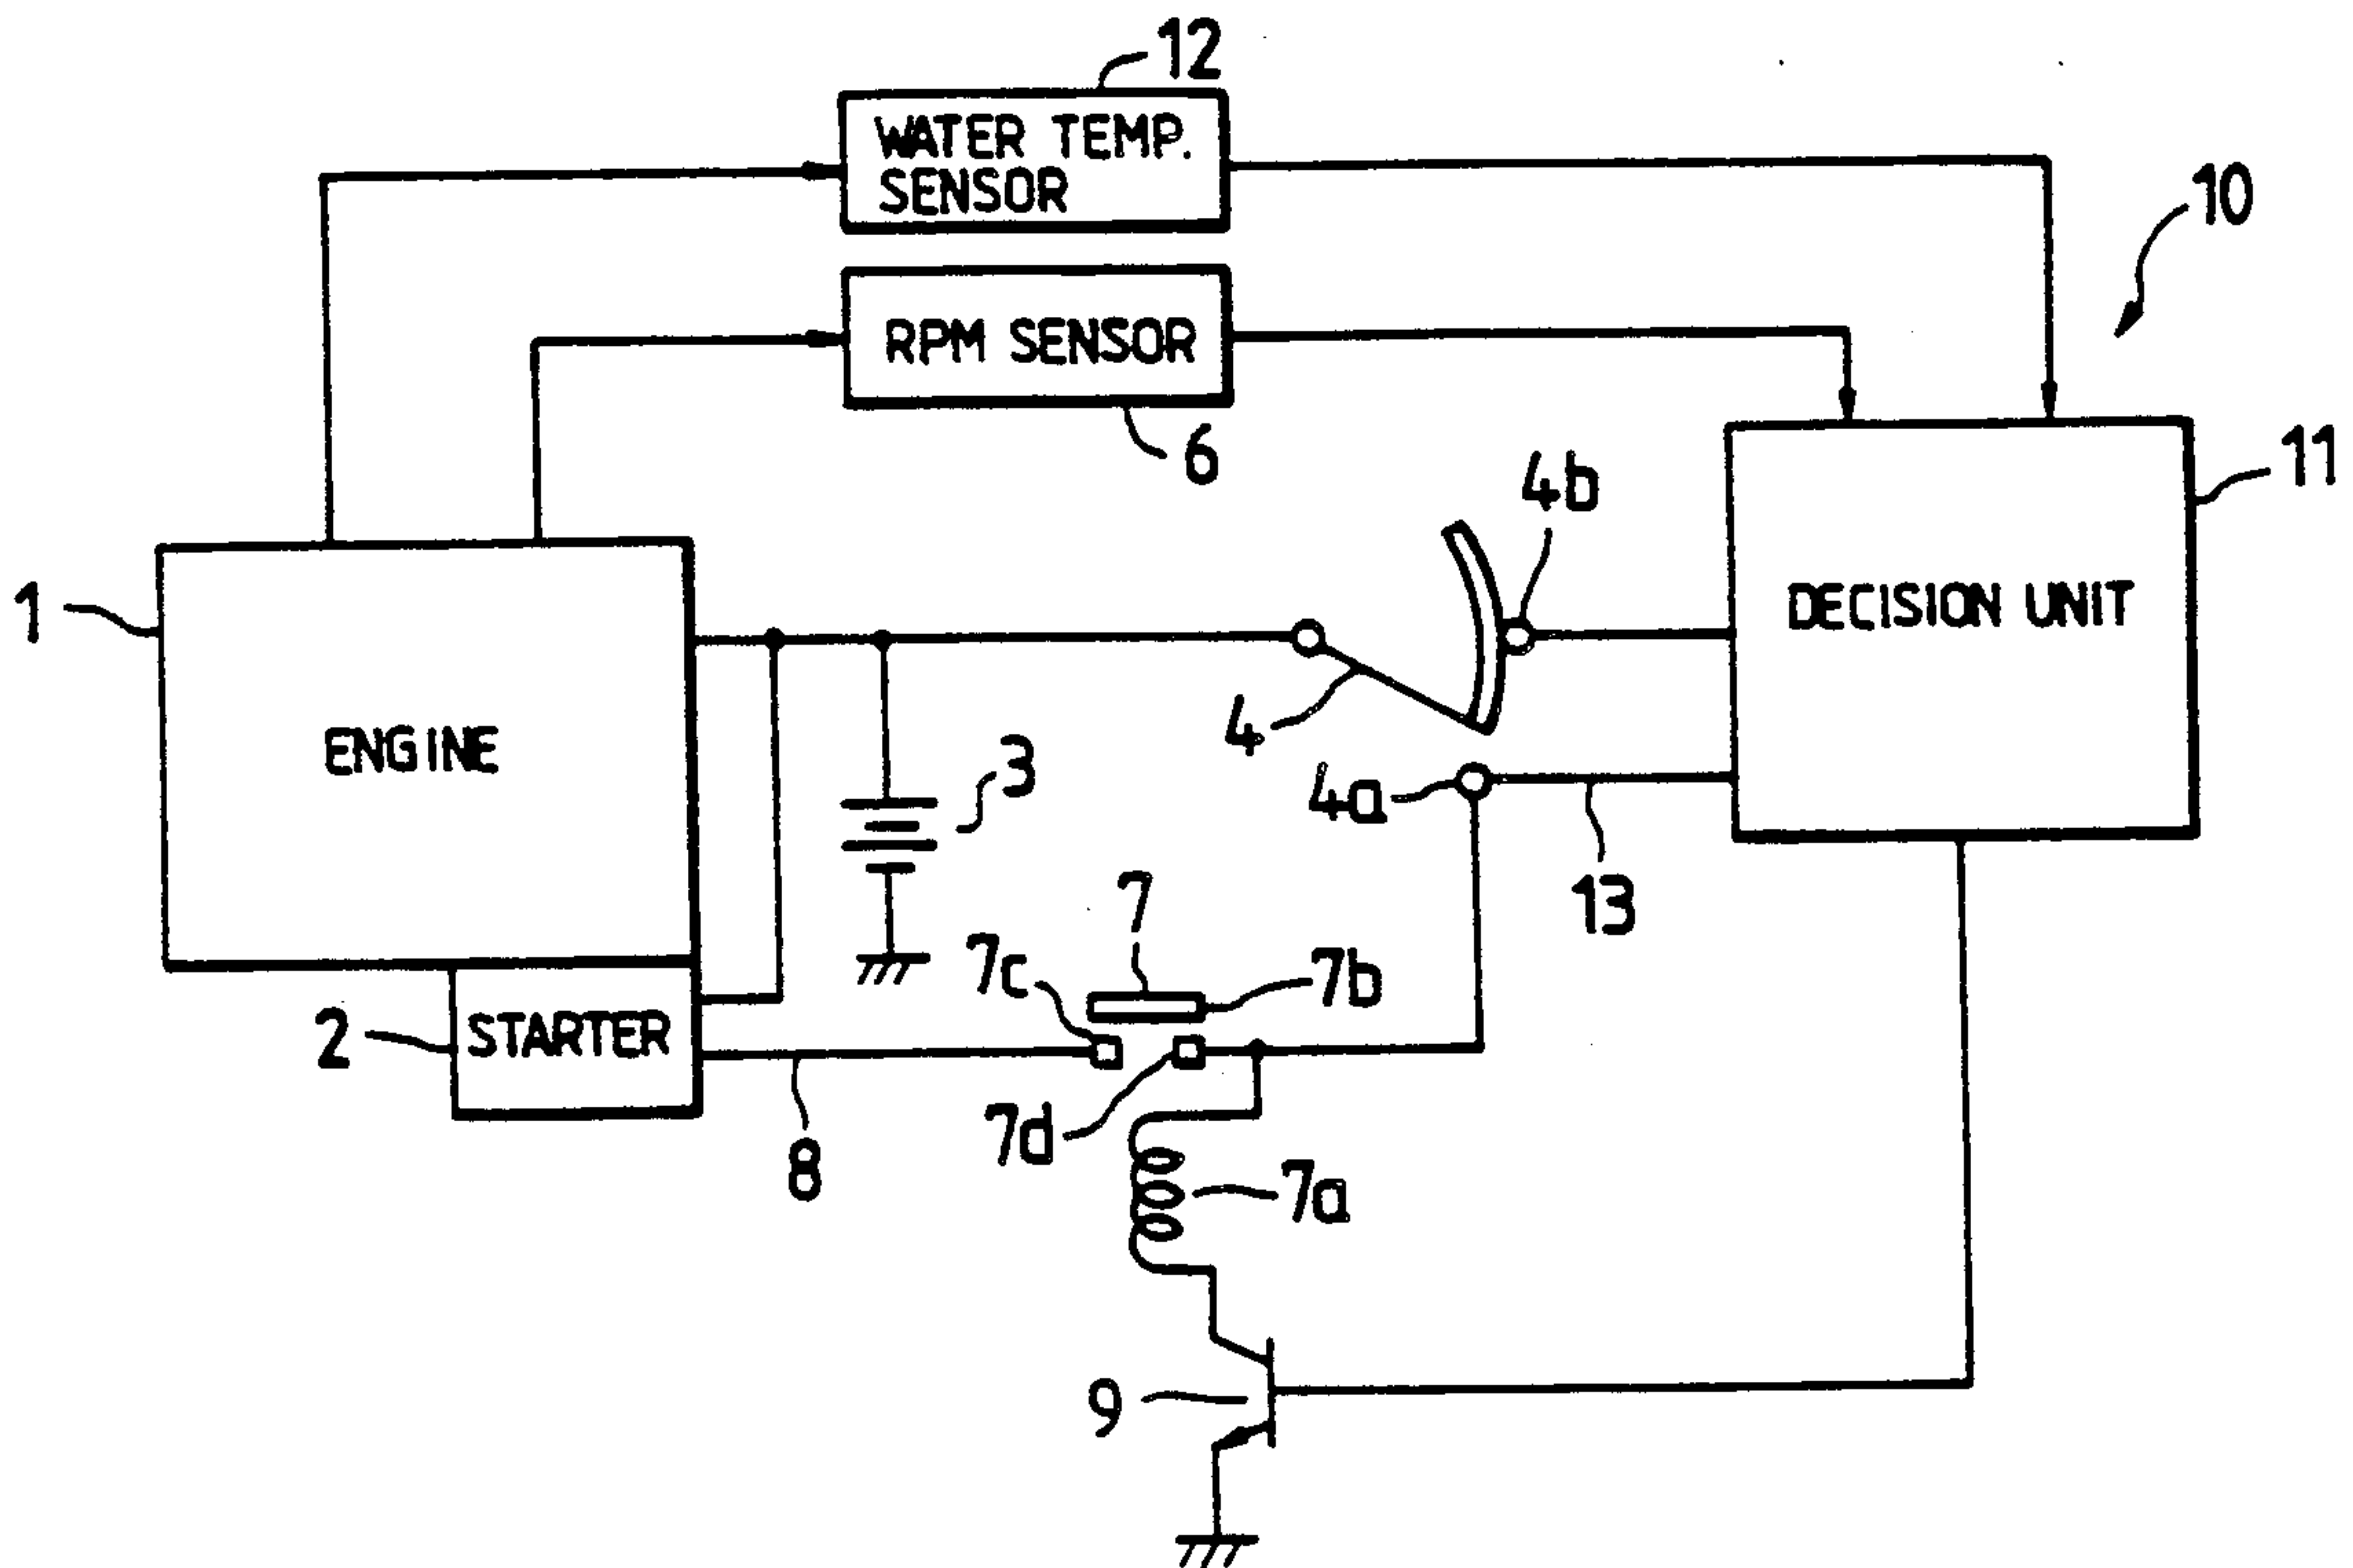 12
WATER TEMP.
SENSOR
10
RPM SENSOR
6
4b
11
1
DECISION UNIT
4
ENGINE
3
4a
7
13
7c
7b
2
STARTER
7d
8
7a
9